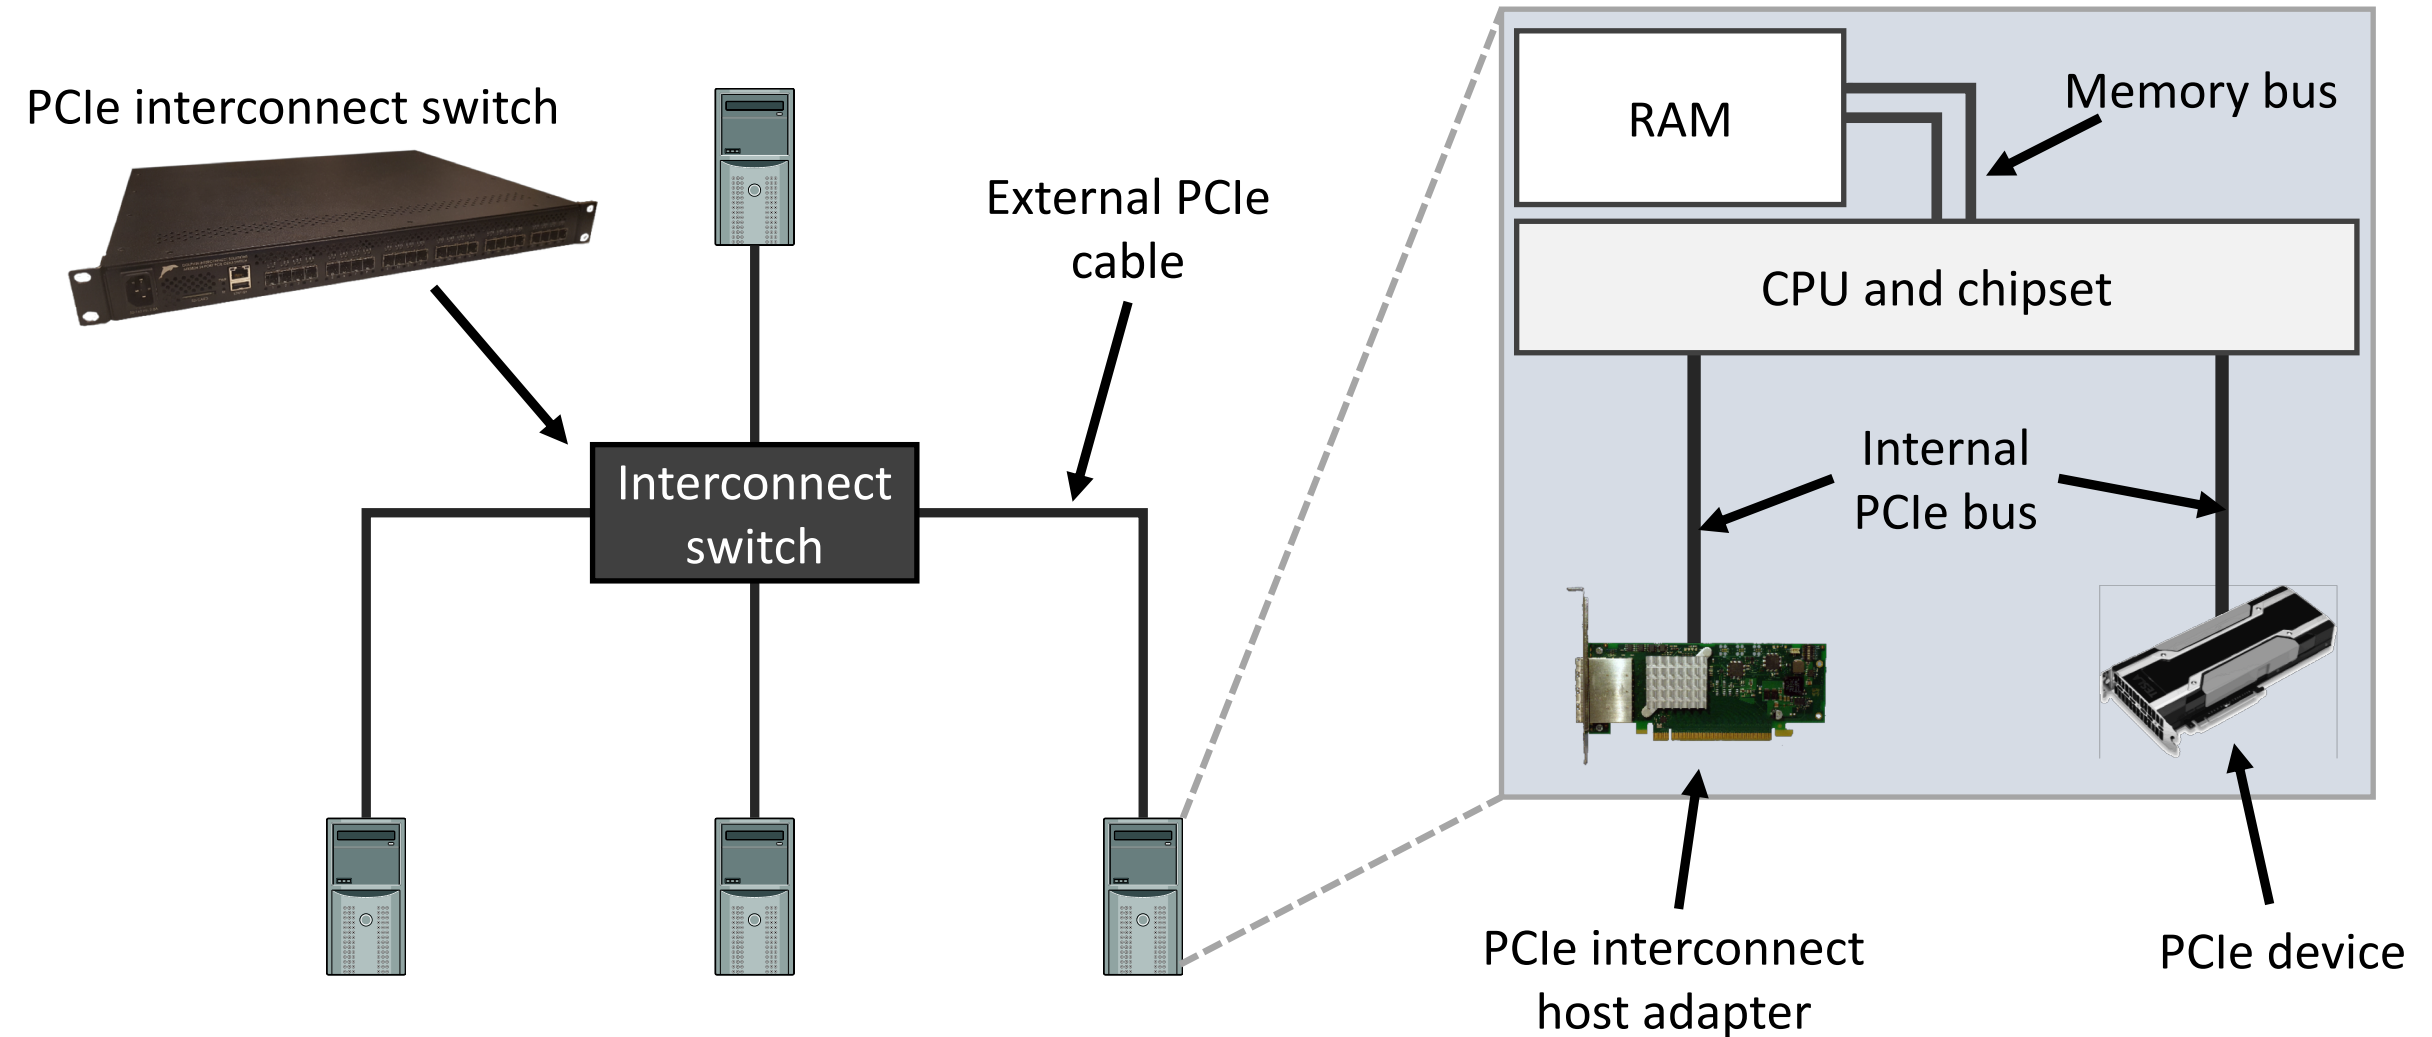 PCIe interconnect switch
External PCIe
cable
Interconnect
switch
RAM
Memory bus
CPU and chipset
Internal
PCIe bus
PCIe interconnect
host adapter
PCIe device